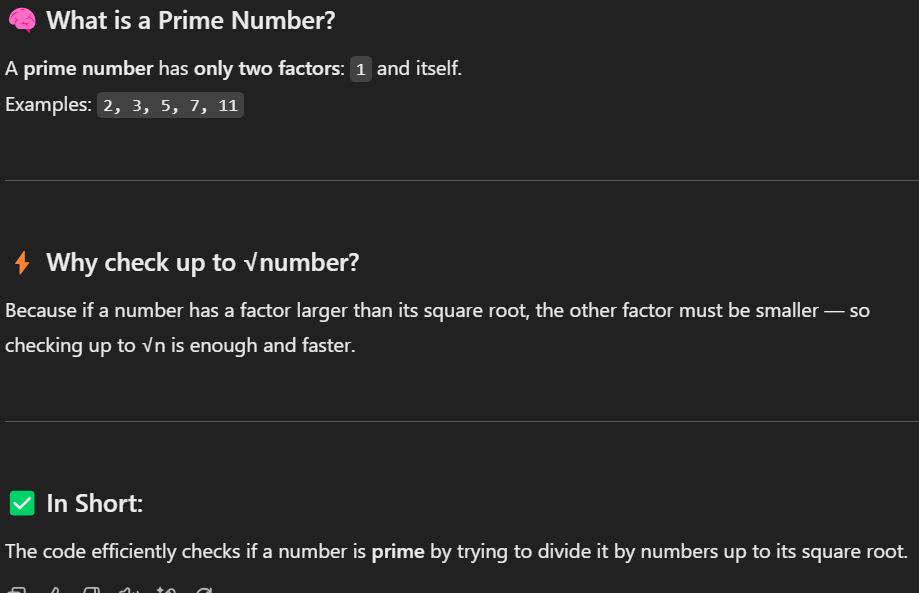 🧠 What is a Prime Number?
A prime number has only two factors: 1 and itself.
Examples: 2, 3, 5, 7, 11
⚡ Why check up to √number?
Because if a number has a factor larger than its square root, the other factor must be smaller — so
checking up to √n is enough and faster.
✅ In Short:
The code efficiently checks if a number is prime by trying to divide it by numbers up to its square root.